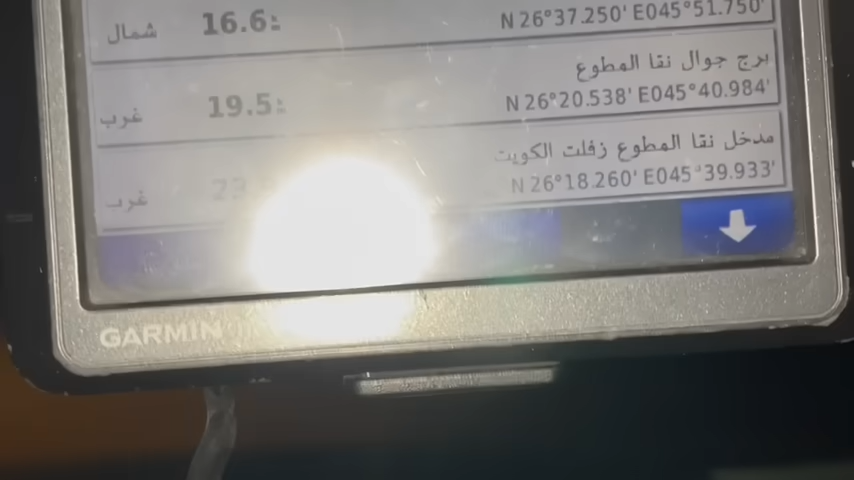 N 26°37.250' E045°51.750'
شمال 16.6
برج جوال نقا المطوع
N 26°20.538' E045°40.984'
غرب 19.5
مدخل نقا المطوع زفلت الكويت
N 26°18.260' E045°39.933'
غرب
GARMIN